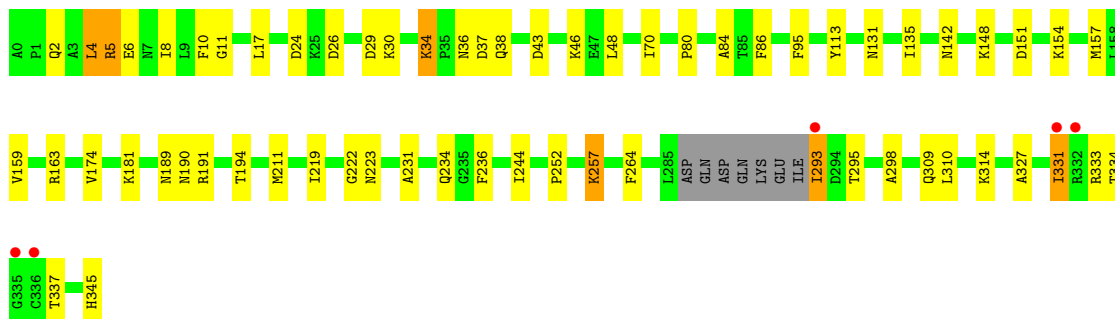 A0 P1 Q2 A3 L4 R5 E6 N7 I8 L9 F10 G11 L17 D24 K25 D26 D29 K30 K34 P35 N36 D37 Q38 D43 K46 E47 L48 I70 P80 A84 T85 F86 F95 Y113 N131 I135 N142 K148 D151 K154 M157 L158
V159 R163 V174 K181 N189 N190 R191 T194 M211 I219 G222 N223 A231 Q234 G235 F236 I244 P252 K257 F264 L285 ASP GLN ASP GLN LYS GLU ILE I293 D294 T295 A298 Q309 L310 K314 A327 I331 R332 R333 T334
G335 C336 T337 H345